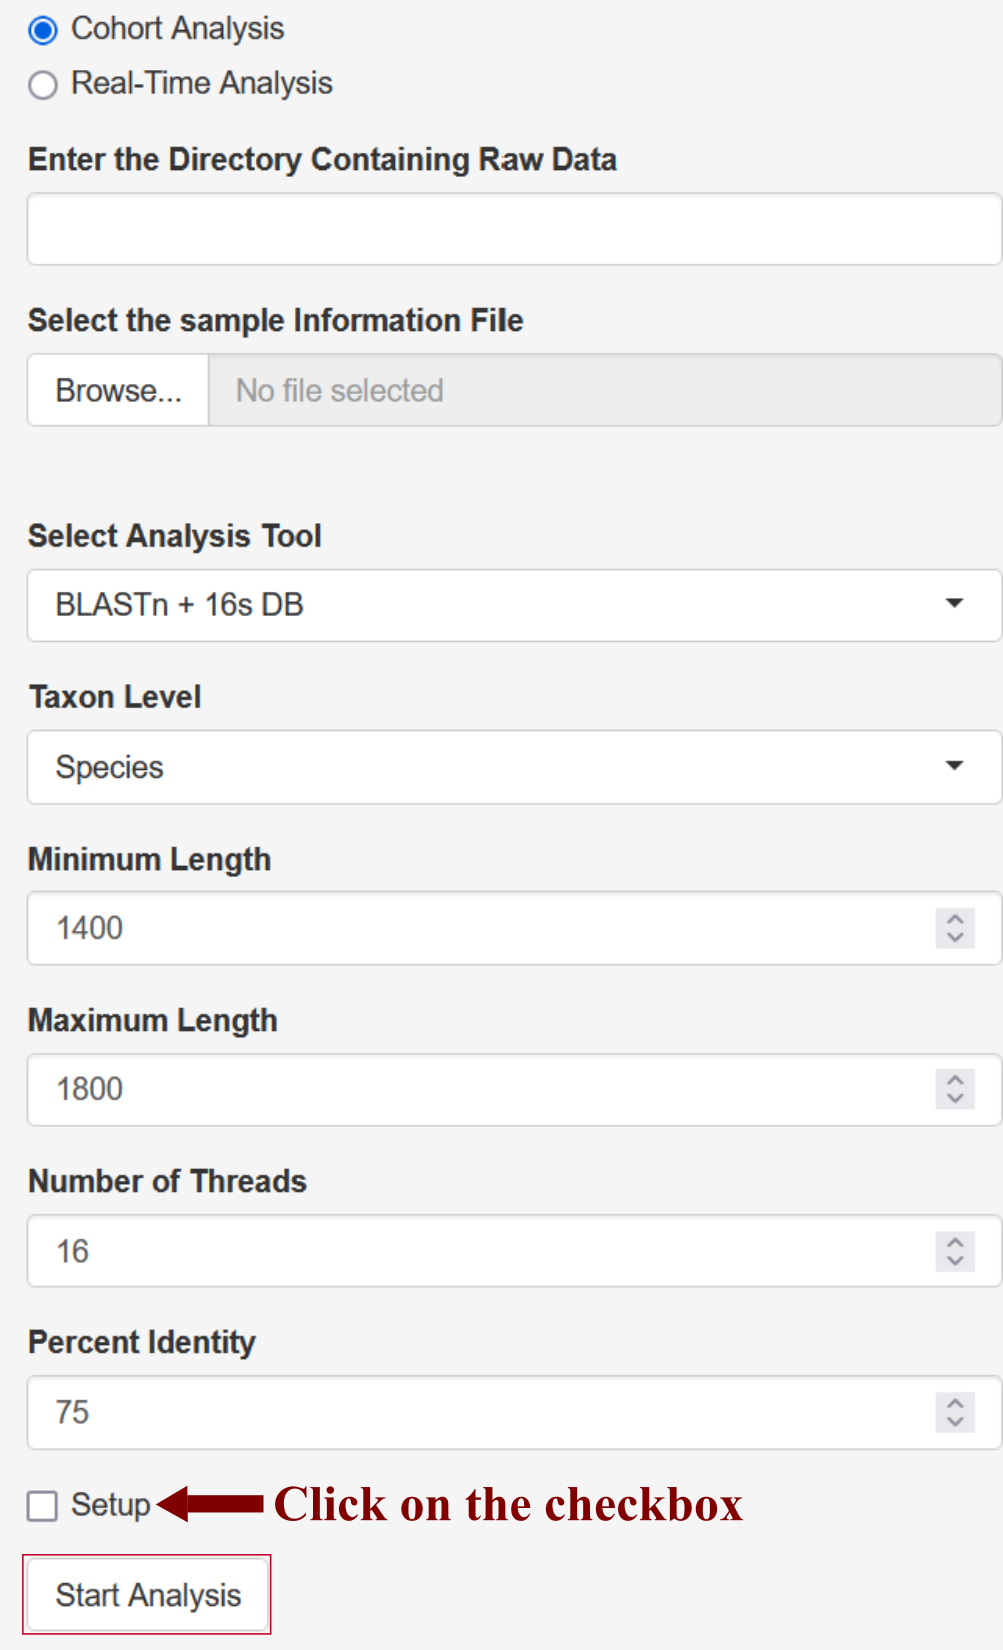 Cohort Analysis
Real-Time Analysis
Enter the Directory Containing Raw Data
Select the sample Information File
Browse... No file selected
Select Analysis Tool
BLASTn + 16s DB
Taxon Level
Species
Minimum Length
1400
Maximum Length
1800
Number of Threads
16
Percent Identity
75
Setup Click on the checkbox
Start Analysis